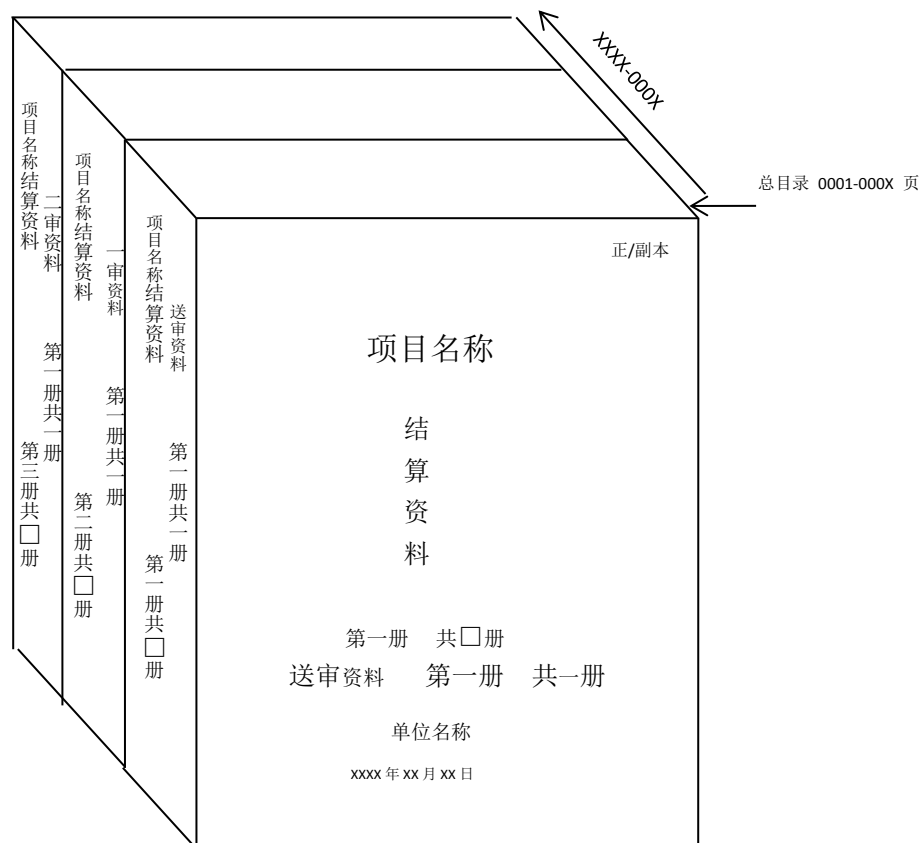 XXXX-000X
总目录 0001-000X 页
项目名称结算资料
二审资料
第一册共一册
第三册共□册
项目名称结算资料
一审资料
第一册共一册
第二册共□册
项目名称结算资料
送审资料
第一册共一册
第一册共□册
正/副本
项目名称
结
算
资
料
第一册 共□册
送审资料 第一册 共一册
单位名称
XXXX 年 XX 月 XX 日